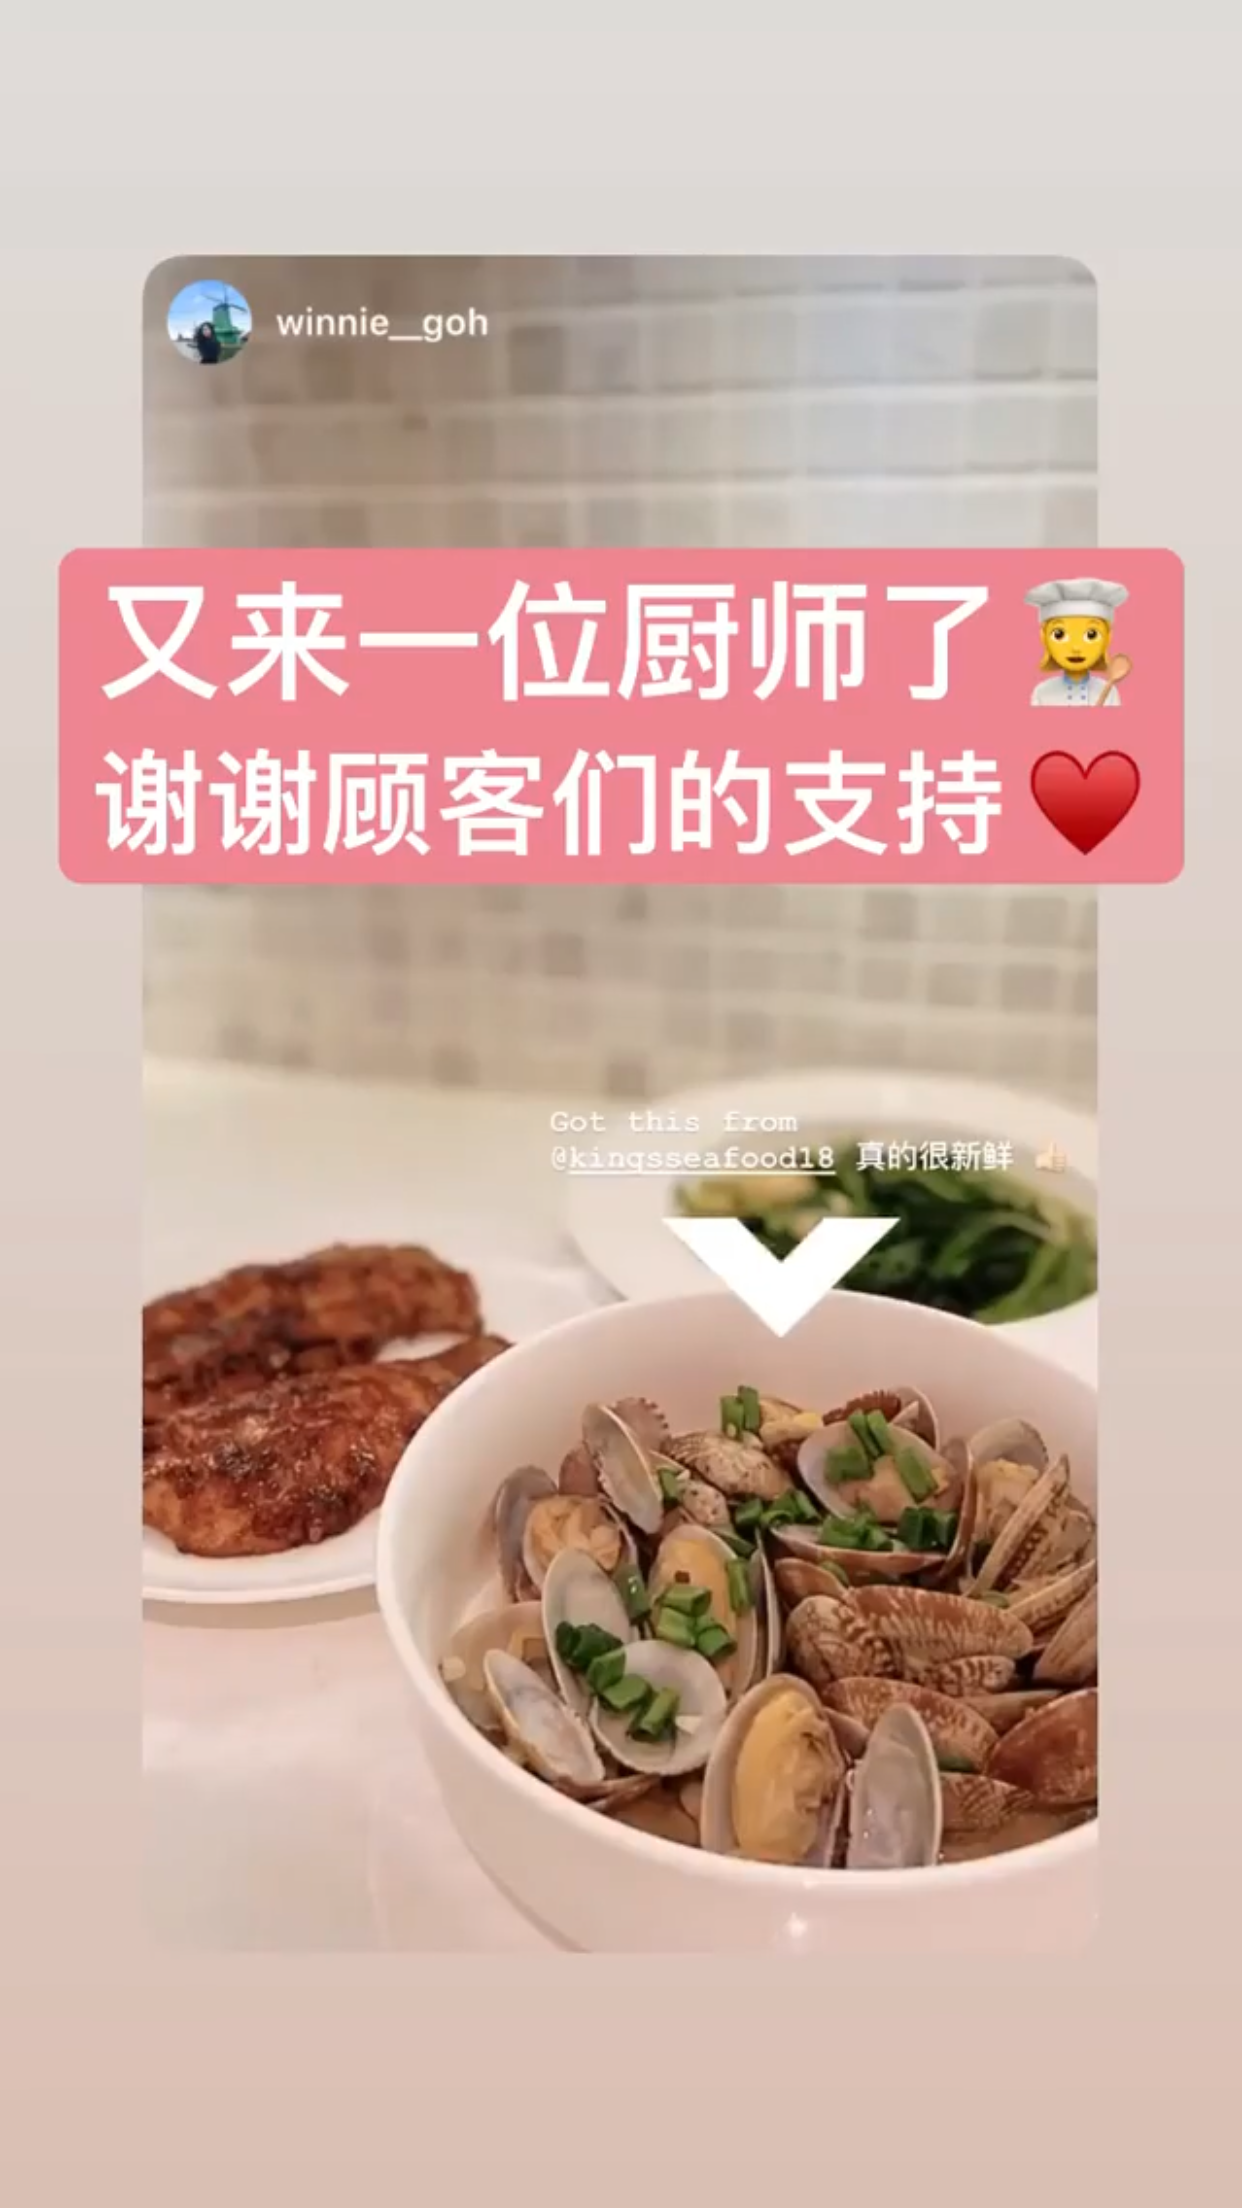 winnie__goh
又来一位厨师了👩‍🍳
谢谢顾客们的支持♥️
Got this from
@kingsseafood18 真的很新鲜 👍🏻